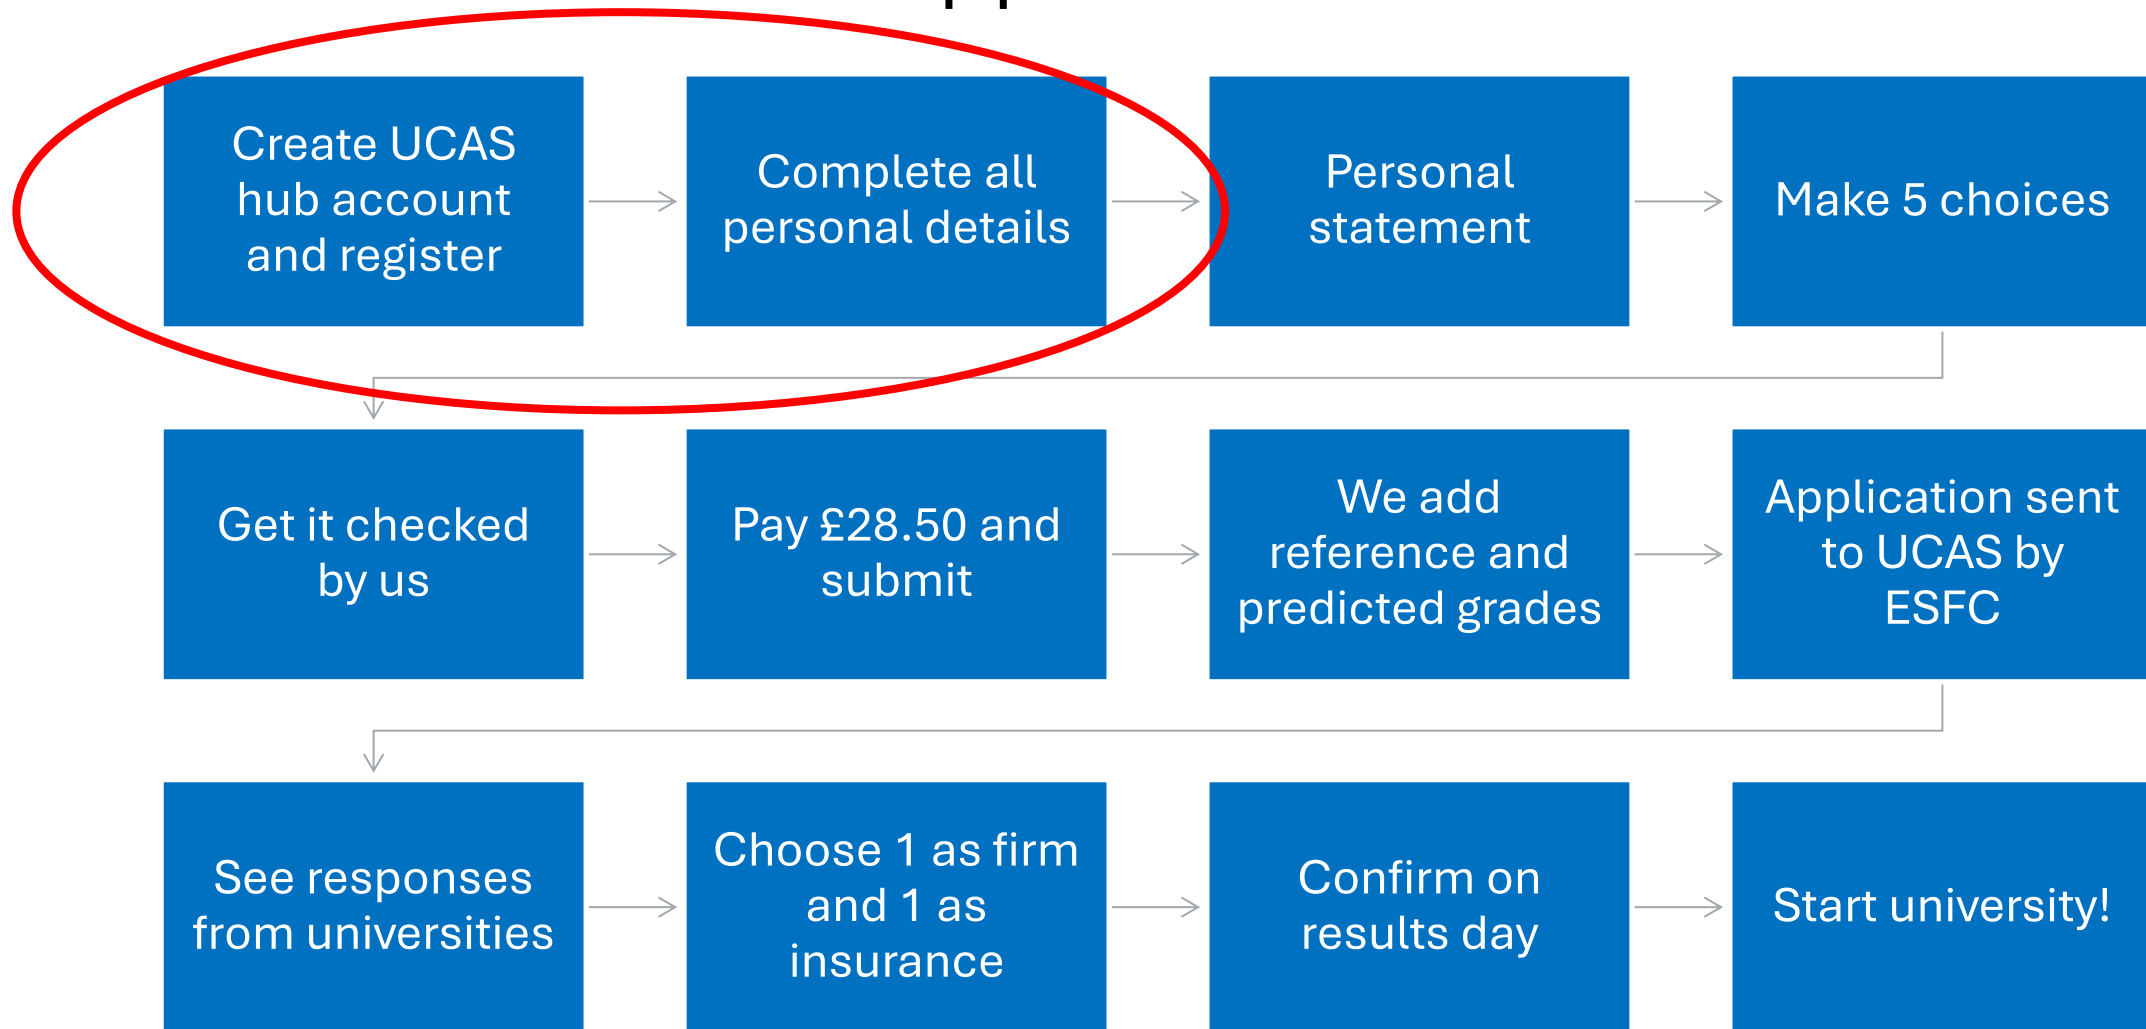 Create UCAS
hub account
and register
Complete all
personal details
Personal
statement
Make 5 choices
Get it checked
by us
Pay £28.50 and
submit
We add
reference and
predicted grades
Application sent
to UCAS by
ESFC
See responses
from universities
Choose 1 as firm
and 1 as
insurance
Confirm on
results day
Start university!